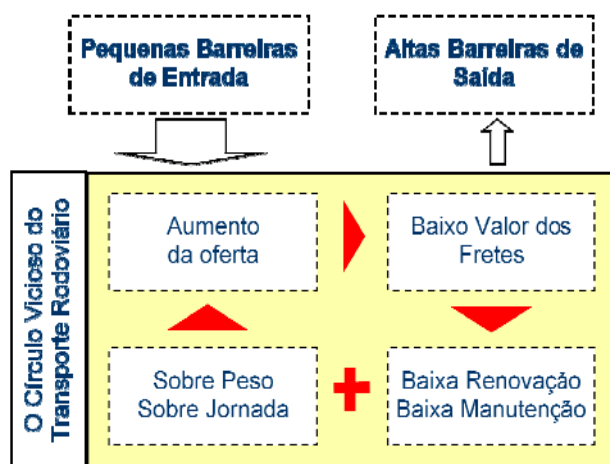 Pequenas Barreiras
de Entrada
Altas Barreiras de
Saída
O Círculo Vicioso do
Transporte Rodoviário
Aumento
da oferta
Baixo Valor dos
Fretes
Sobre Peso
Sobre Jornada
Baixa Renovação
Baixa Manutenção